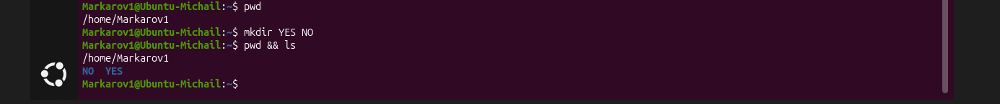 Markarov1@Ubuntu-Michail:~$ pwd
/home/Markarov1
Markarov1@Ubuntu-Michail:~$ mkdir YES NO
Markarov1@Ubuntu-Michail:~$ pwd && ls
/home/Markarov1
NO  YES
Markarov1@Ubuntu-Michail:~$